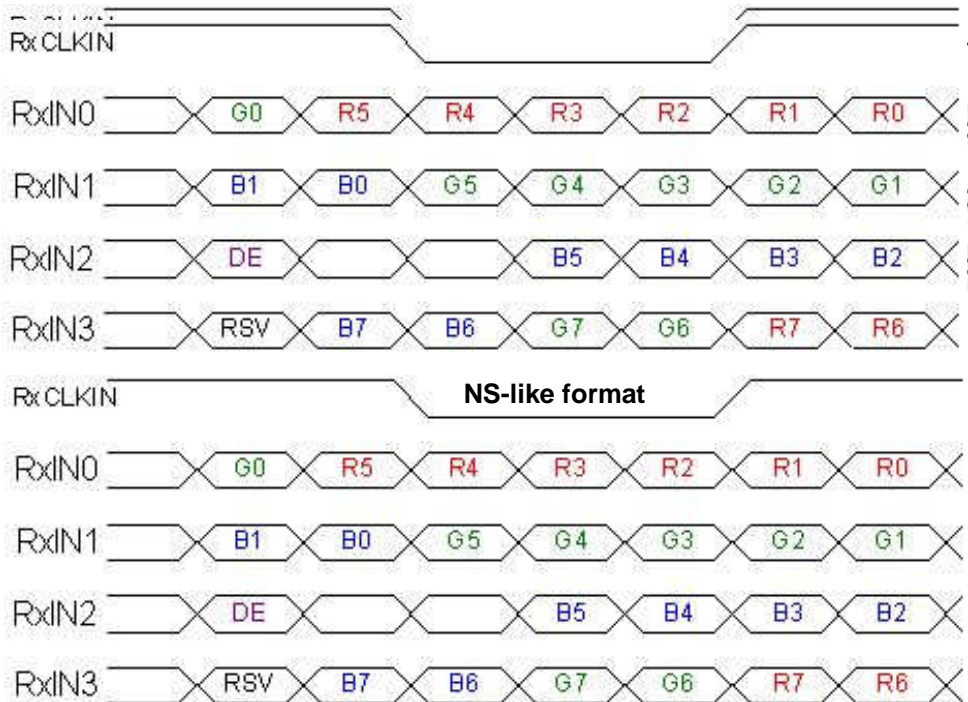 Rx CLKIN
RxIN0 G0 R5 R4 R3 R2 R1 R0
RxIN1 B1 B0 G5 G4 G3 G2 G1
RxIN2 DE B5 B4 B3 B2
RxIN3 RSV B7 B6 G7 G6 R7 R6
Rx CLKIN NS-like format
RxIN0 G0 R5 R4 R3 R2 R1 R0
RxIN1 B1 B0 G5 G4 G3 G2 G1
RxIN2 DE B5 B4 B3 B2
RxIN3 RSV B7 B6 G7 G6 R7 R6